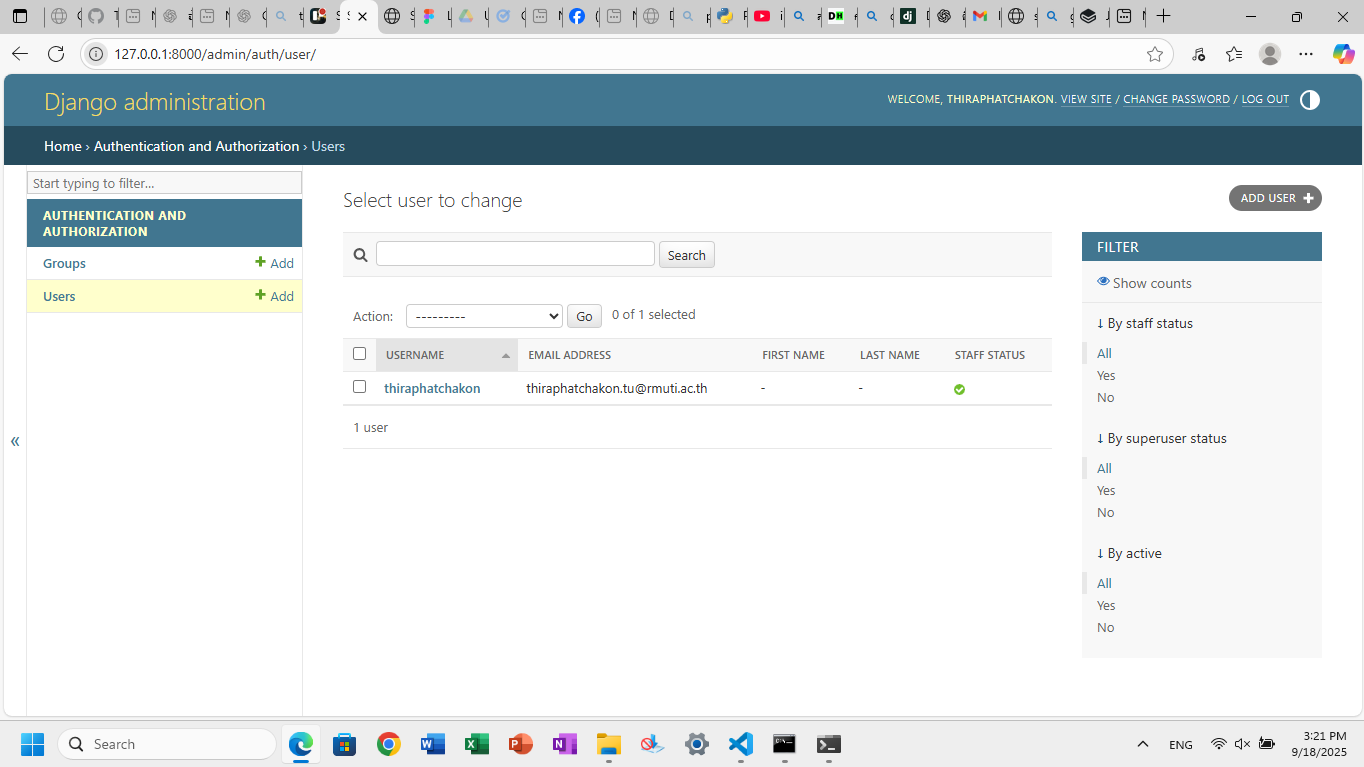 127.0.0.1:8000/admin/auth/user/
Django administration
WELCOME, THIRAPHATCHAKON. VIEW SITE / CHANGE PASSWORD / LOG OUT
Home › Authentication and Authorization › Users
Start typing to filter...
AUTHENTICATION AND
AUTHORIZATION
Groups + Add
Users + Add
«
Select user to change
ADD USER +
Search
Action: --------- Go 0 of 1 selected
USERNAME EMAIL ADDRESS FIRST NAME LAST NAME STAFF STATUS
thiraphatchakon thiraphatchakon.tu@rmuti.ac.th - -
1 user
FILTER
Show counts
↓ By staff status
All
Yes
No
↓ By superuser status
All
Yes
No
↓ By active
All
Yes
No
Search
ENG
3:21 PM
9/18/2025